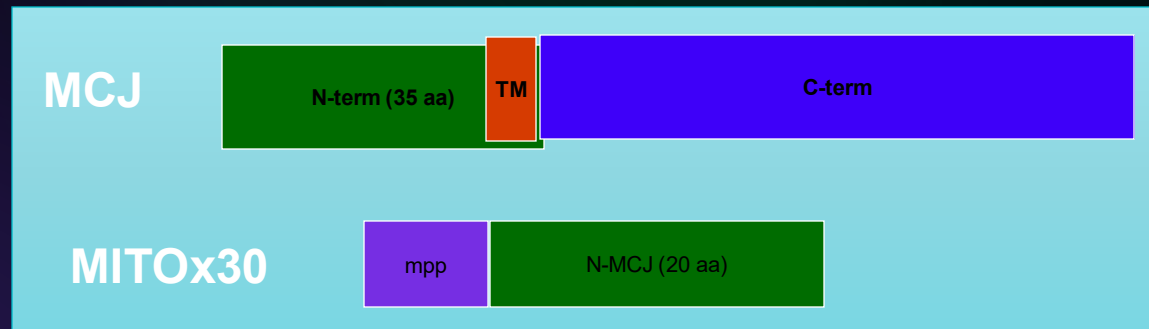 MCJ
N-term (35 aa)
TM
C-term
MITOx30
mpp
N-MCJ (20 aa)